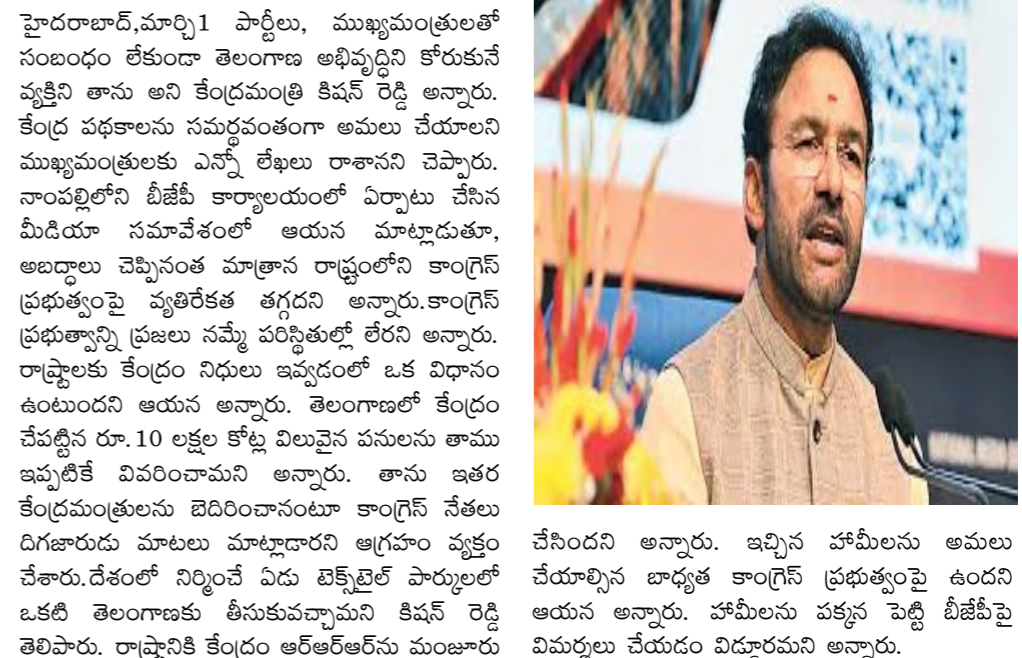 హైదరాబాద్,మార్చి1 పార్టీలు, ముఖ్యమంత్రులతో
సంబంధం లేకుండా తెలంగాణ అభివృద్ధిని కోరుకునే
వ్యక్తిని తాను అని కేంద్రమంత్రి కిషన్ రెడ్డి అన్నారు.
కేంద్ర పథకాలను సమర్థవంతంగా అమలు చేయాలని
ముఖ్యమంత్రులకు ఎన్నో లేఖలు రాశానని చెప్పారు.
నాంపల్లిలోని బీజేపీ కార్యాలయంలో ఏర్పాటు చేసిన
మీడియా సమావేశంలో ఆయన మాట్లాడుతూ,
అబద్ధాలు చెప్పినంత మాత్రాన రాష్ట్రంలోని కాంగ్రెస్
ప్రభుత్వంపై వ్యతిరేకత తగ్గదని అన్నారు.కాంగ్రెస్
ప్రభుత్వాన్ని ప్రజలు నమ్మే పరిస్థితుల్లో లేరని అన్నారు.
రాష్ట్రాలకు కేంద్రం నిధులు ఇవ్వడంలో ఒక విధానం
ఉంటుందని ఆయన అన్నారు. తెలంగాణలో కేంద్రం
చేపట్టిన రూ.10 లక్షల కోట్ల విలువైన పనులను తాము
ఇప్పటికే వివరించామని అన్నారు. తాను ఇతర
కేంద్రమంత్రులను బెదిరించానంటూ కాంగ్రెస్ నేతలు
దిగజారుడు మాటలు మాట్లాడారని ఆగ్రహం వ్యక్తం
చేశారు.దేశంలో నిర్మించే ఏడు టెక్స్‌టైల్ పార్కులలో
ఒకటి తెలంగాణకు తీసుకువచ్చామని కిషన్ రెడ్డి
తెలిపారు. రాష్ట్రానికి కేంద్రం ఆర్ఆర్ఆర్‌ను మంజూరు
చేసిందని అన్నారు. ఇచ్చిన హామీలను అమలు
చేయాల్సిన బాధ్యత కాంగ్రెస్ ప్రభుత్వంపై ఉందని
ఆయన అన్నారు. హామీలను పక్కన పెట్టి బీజేపీపై
విమర్శలు చేయడం విడ్డూరమని అన్నారు.